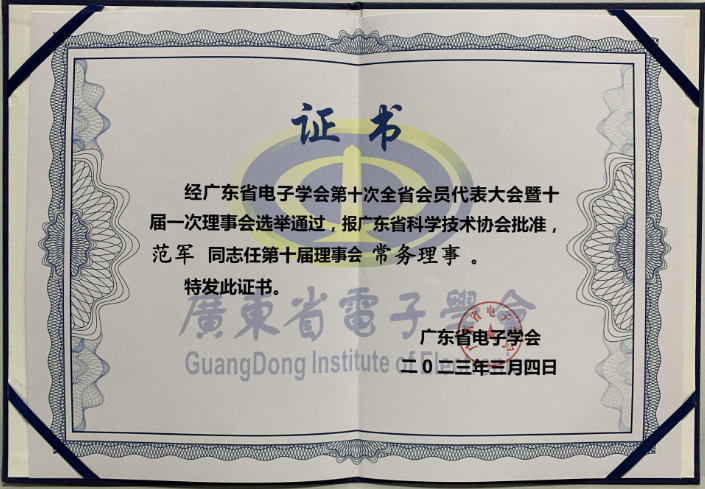 证书
经广东省电子学会第十次全省会员代表大会暨十
届一次理事会选举通过，报广东省科学技术协会批准，
范军 同志任第十届理事会 常务理事 。
特发此证书。
廣東省電子學會
GuangDong Institute of Elec
广东省电子学会
二0二三年三月四日